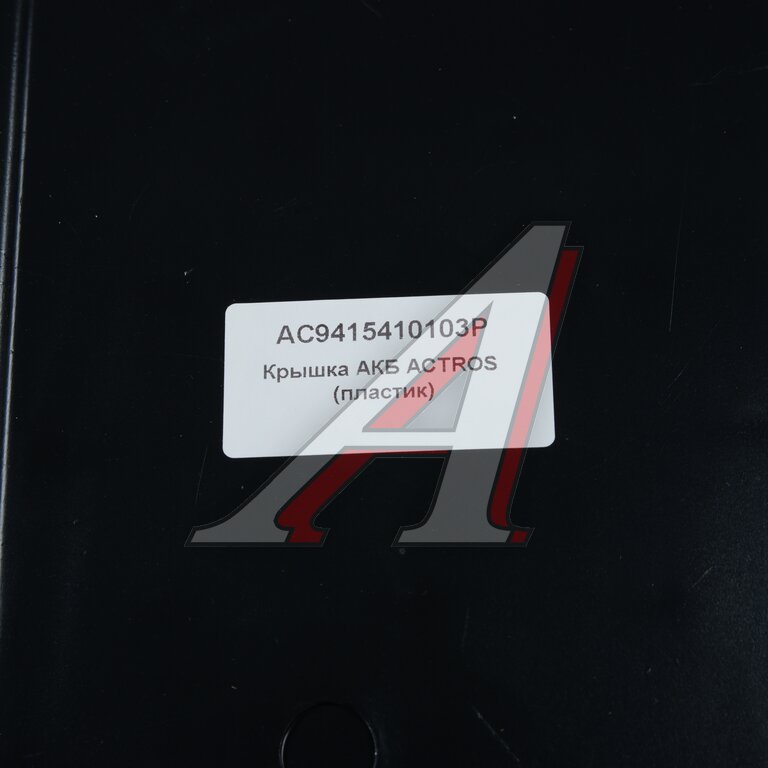 AC9415410103P
Крышка АКБ ACTROS
(пластик)